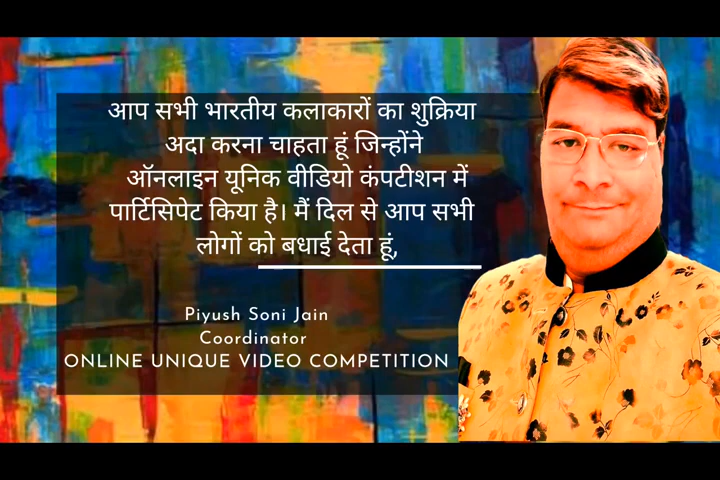 आप सभी भारतीय कलाकारों का शुक्रिया
अदा करना चाहता हूं जिन्होंने
ऑनलाइन यूनिक वीडियो कंपटीशन में
पार्टिसिपेट किया है। मैं दिल से आप सभी
लोगों को बधाई देता हूं,
Piyush Soni Jain
Coordinator
ONLINE UNIQUE VIDEO COMPETITION